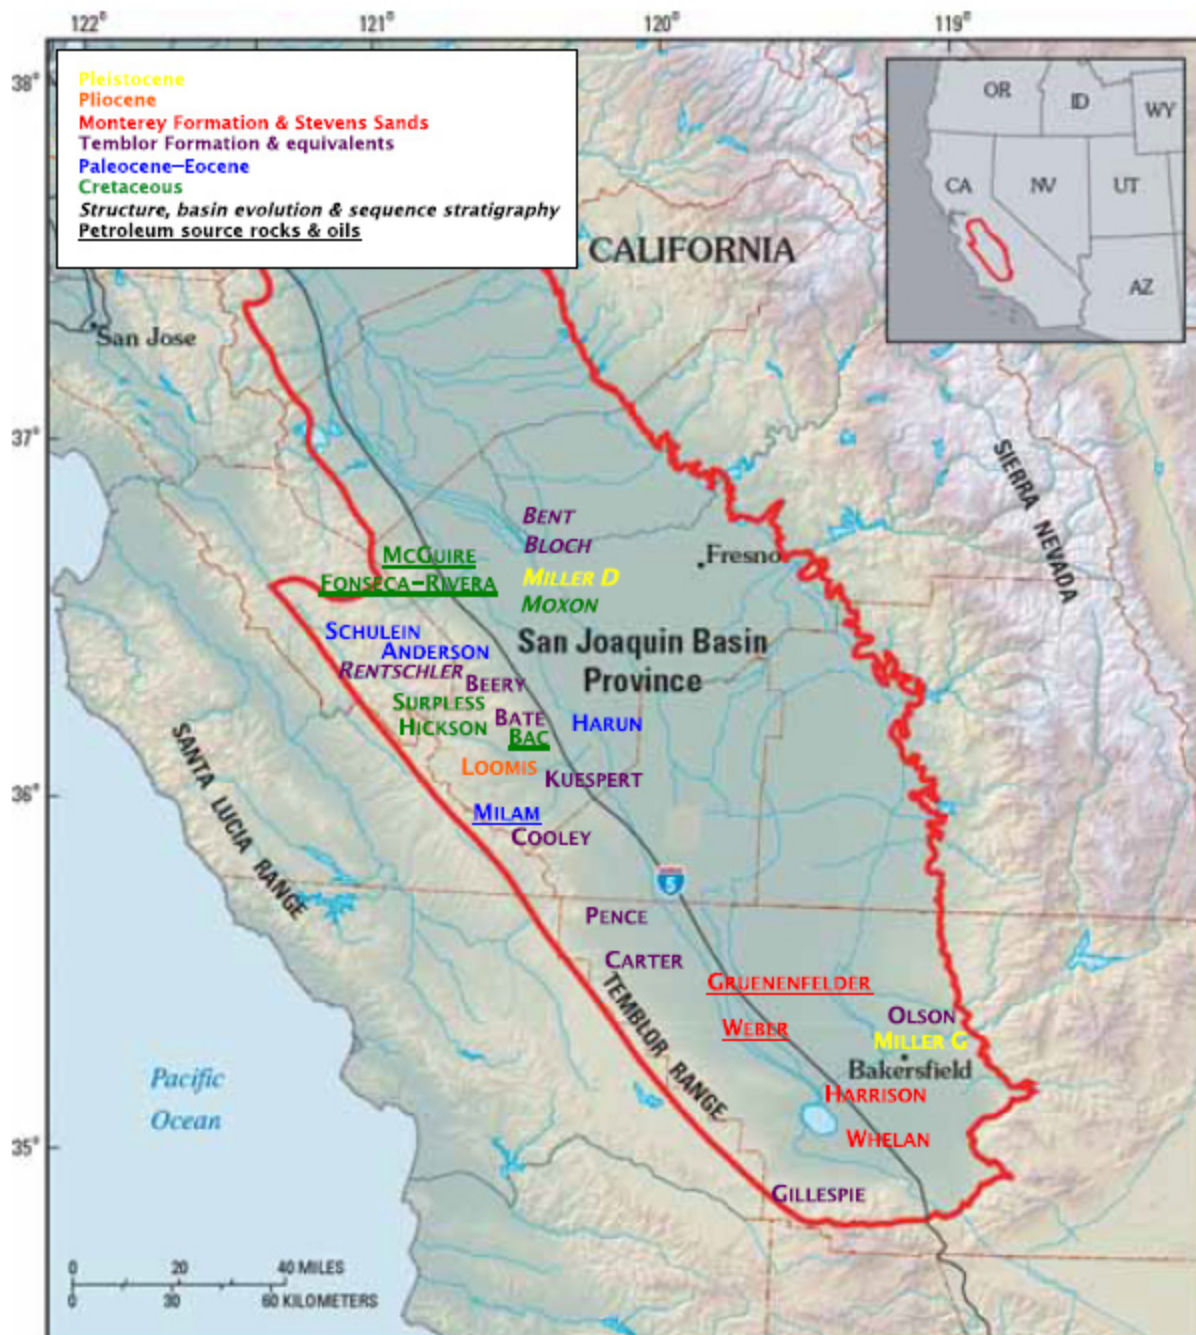 122° 121° 120° 119°
38°
Pleistocene
Pliocene
Monterey Formation & Stevens Sands
Temblor Formation & equivalents
Paleocene–Eocene
Cretaceous
Structure, basin evolution & sequence stratigraphy
Petroleum source rocks & oils
OR
ID
WY
CA
NV
UT
AZ
CALIFORNIA
San Jose
37°
SIERRA NEVADA
BENT
BLOCH
MCGUIRE
Fresno
FONSECA–RIVERA
MILLER D
MOXON
SCHULEIN
ANDERSON
San Joaquin Basin
Province
RENTSCHLER
BEERY
SURPLESS
HICKSON
BATE
BAC
HARUN
LOOMIS
KUESPERT
36°
SANTA LUCIA RANGE
MILAM
COOLEY
5
PENCE
CARTER
TEMBLOR RANGE
GRUENENFELDER
WEBER
OLSON
MILLER G
Bakersfield
Pacific
Ocean
HARRISON
WHELAN
35°
GILLESPIE
0 20 40 MILES
0 30 60 KILOMETERS